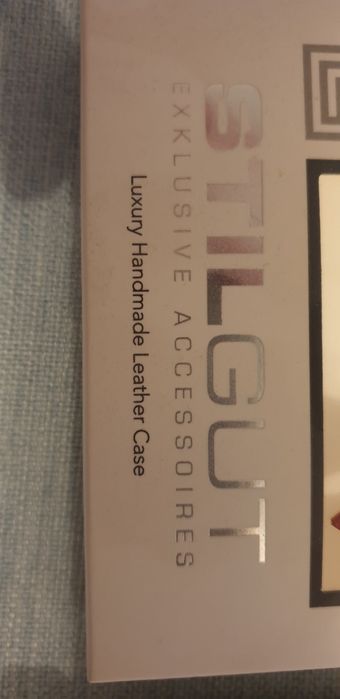 STILGUT
EXKLUSIVE ACCESSOIRES
Luxury Handmade Leather Case